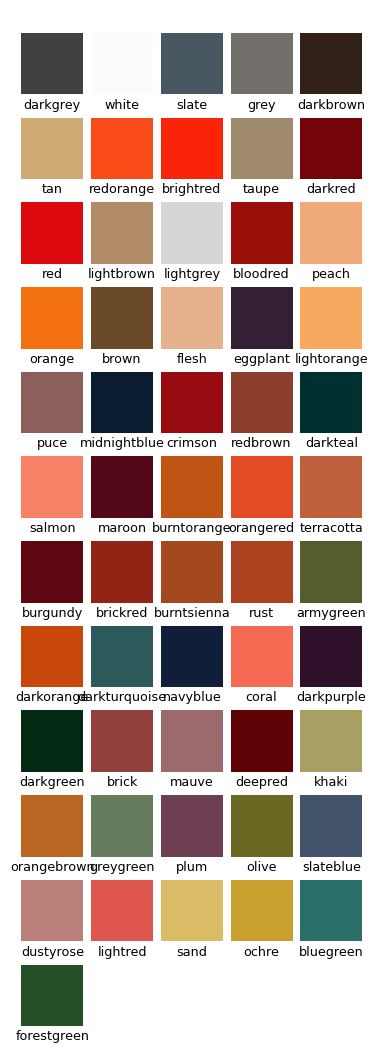 darkgrey white slate grey darkbrown
tan redorange brightred taupe darkred
red lightbrown lightgrey bloodred peach
orange brown flesh eggplant lightorange
puce midnightblue crimson redbrown darkteal
salmon maroon burntorange orangered terracotta
burgundy brickred burntsienna rust armygreen
darkorange darkturquoise navyblue coral darkpurple
darkgreen brick mauve deepred khaki
orangebrown greygreen plum olive slateblue
dustyrose lightred sand ochre bluegreen
forestgreen